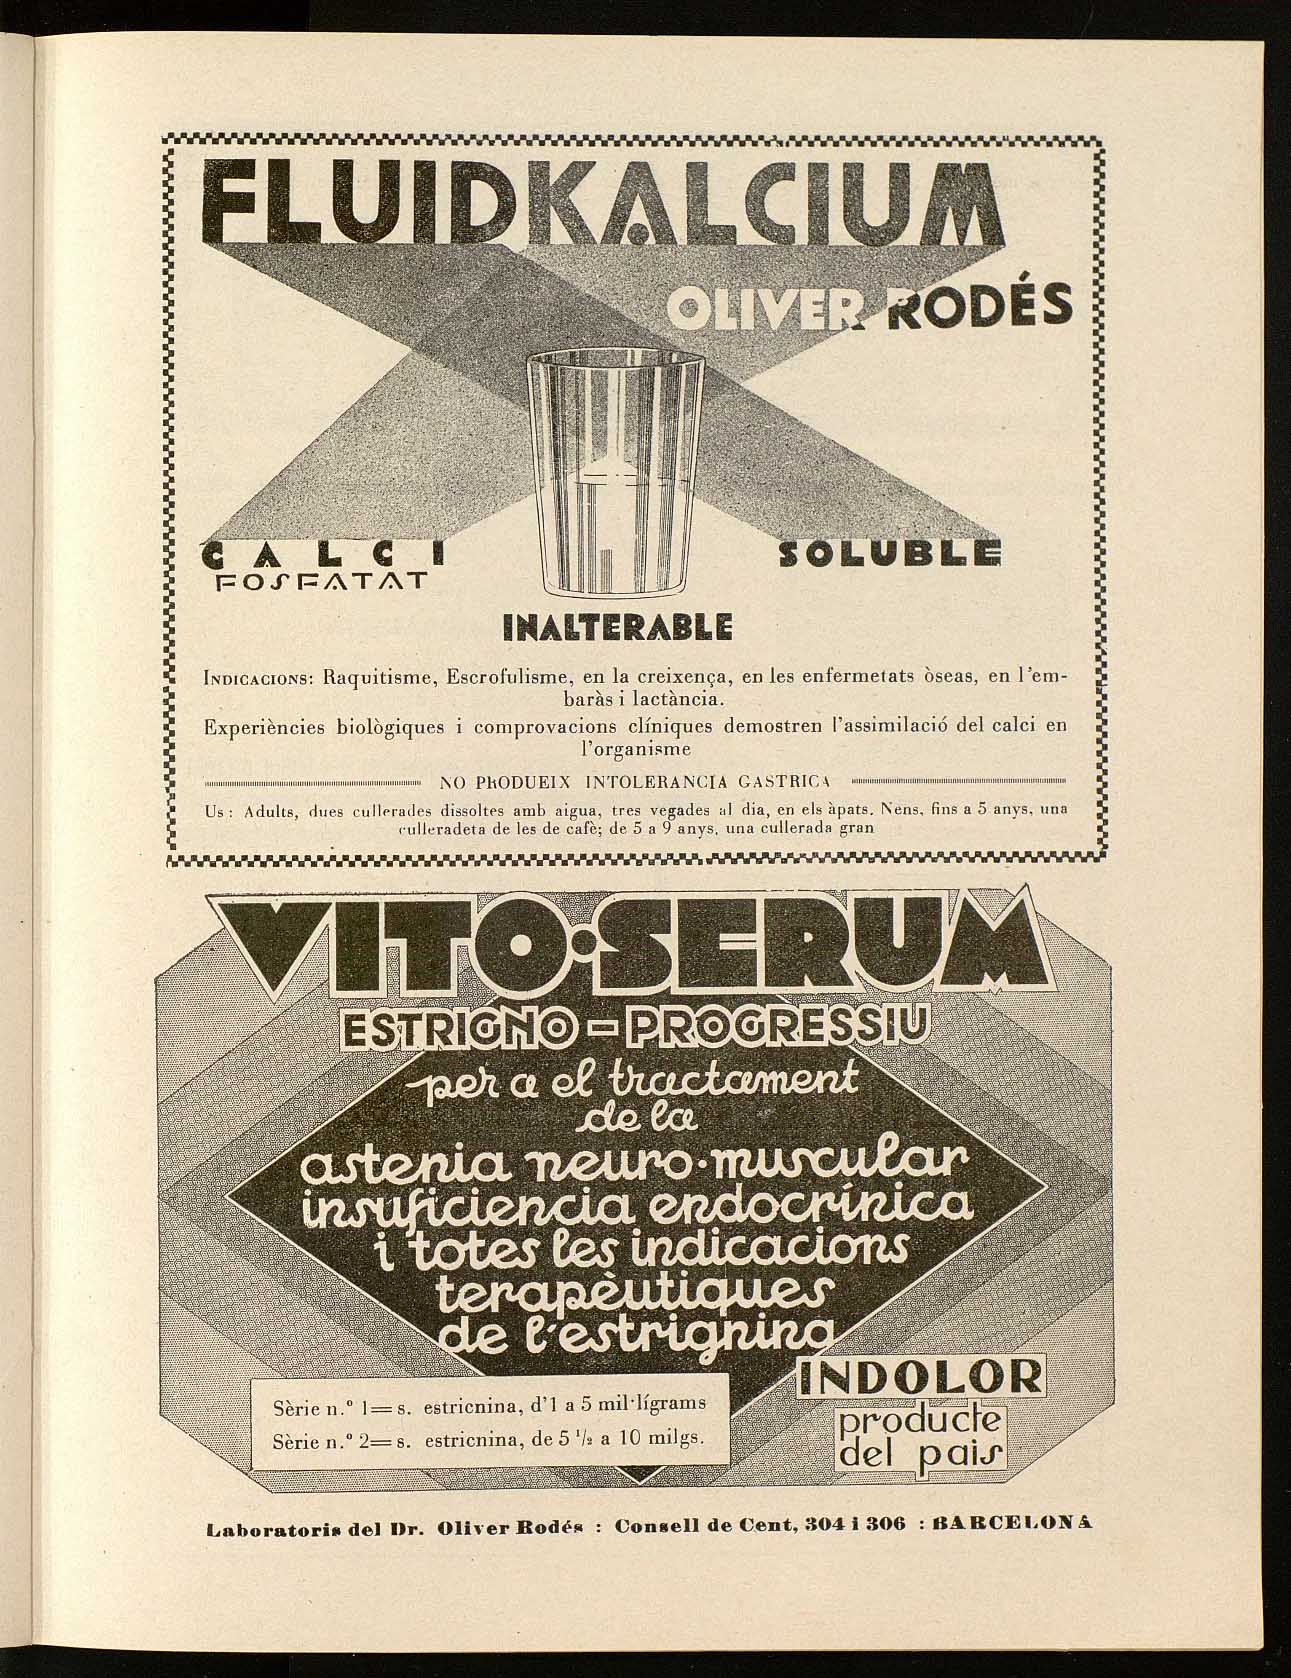 FLUIDKALCIUM
OLIVER RODÉS
CALCI
FOSFATAT
SOLUBLE
INALTERABLE
INDICACIONS: Raquitisme, Escrofulisme, en la creixença, en les enfermetats òseas, en l'em-
baràs i lactància.
Experiències biològiques i comprovacions clíniques demostren l'assimilació del calci en
l'organisme
NO PRODUEIX INTOLERANCIA GASTRICA
Us: Adults, dues cullerades dissoltes amb aigua, tres vegades al dia, en els àpats. Nens, fins a 5 anys, una
culleradeta de les de cafè; de 5 a 9 anys, una cullerada gran
VITO·SERUM
ESTRIGNO-PROGRESSIU
per a el tractament
de la
astenia neuro·muscular
insuficiencia endocrínica
i totes les indicacions
terapèutiques
de l'estrignina
INDOLOR
producte
del pais
Sèrie n.º 1=s. estricnina, d'1 a 5 mil·lígrams
Sèrie n.º 2=s. estricnina, de 5 1/2 a 10 milgs.
Laboratoris del Dr. Oliver Rodés : Consell de Cent, 304 i 306 : BARCELONA